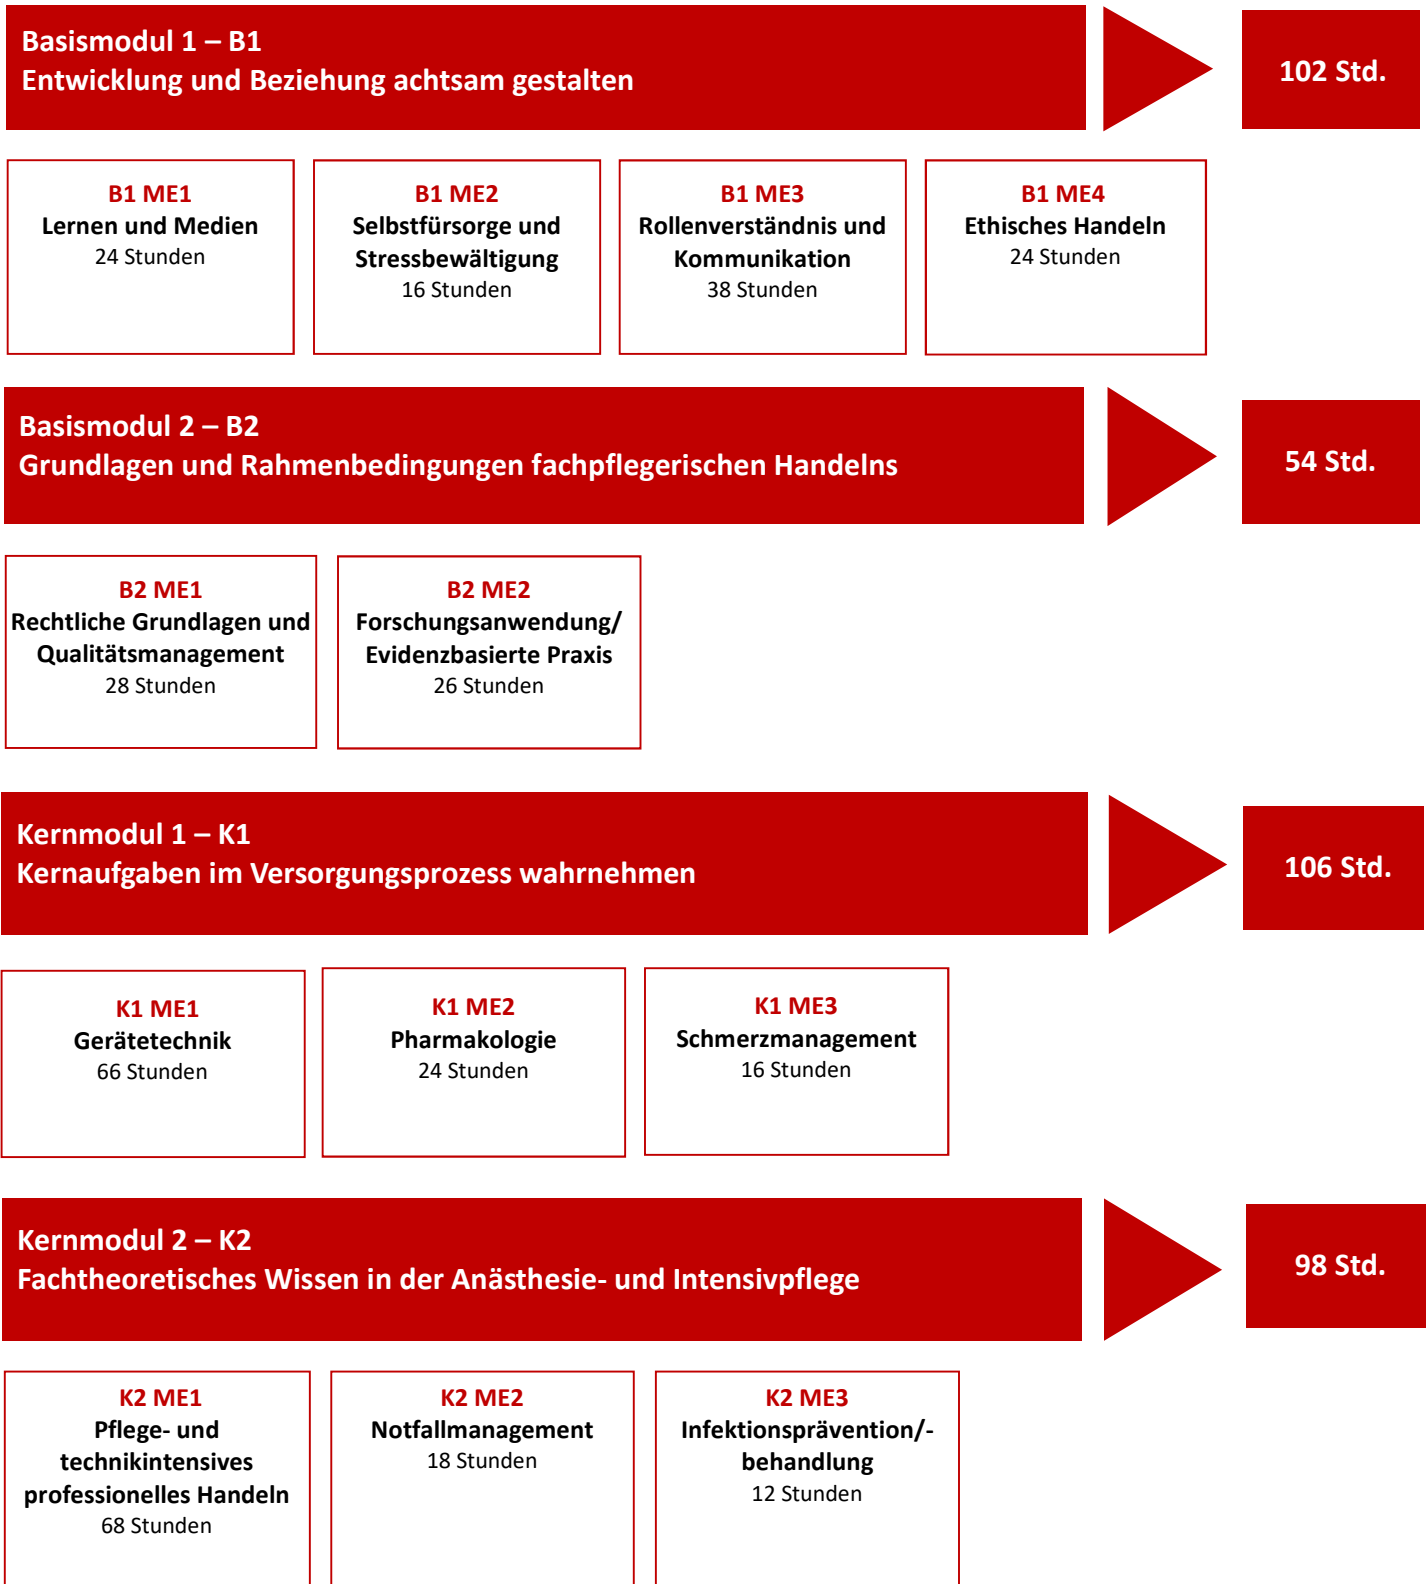 Basismodul 1 – B1
Entwicklung und Beziehung achtsam gestalten
102 Std.
B1 ME1
Lernen und Medien
24 Stunden
B1 ME2
Selbstfürsorge und
Stressbewältigung
16 Stunden
B1 ME3
Rollenverständnis und
Kommunikation
38 Stunden
B1 ME4
Ethisches Handeln
24 Stunden
Basismodul 2 – B2
Grundlagen und Rahmenbedingungen fachpflegerischen Handelns
54 Std.
B2 ME1
Rechtliche Grundlagen und
Qualitätsmanagement
28 Stunden
B2 ME2
Forschungsanwendung/
Evidenzbasierte Praxis
26 Stunden
Kernmodul 1 – K1
Kernaufgaben im Versorgungsprozess wahrnehmen
106 Std.
K1 ME1
Gerätetechnik
66 Stunden
K1 ME2
Pharmakologie
24 Stunden
K1 ME3
Schmerzmanagement
16 Stunden
Kernmodul 2 – K2
Fachtheoretisches Wissen in der Anästhesie- und Intensivpflege
98 Std.
K2 ME1
Pflege- und
technikintensives
professionelles Handeln
68 Stunden
K2 ME2
Notfallmanagement
18 Stunden
K2 ME3
Infektionsprävention/-
behandlung
12 Stunden